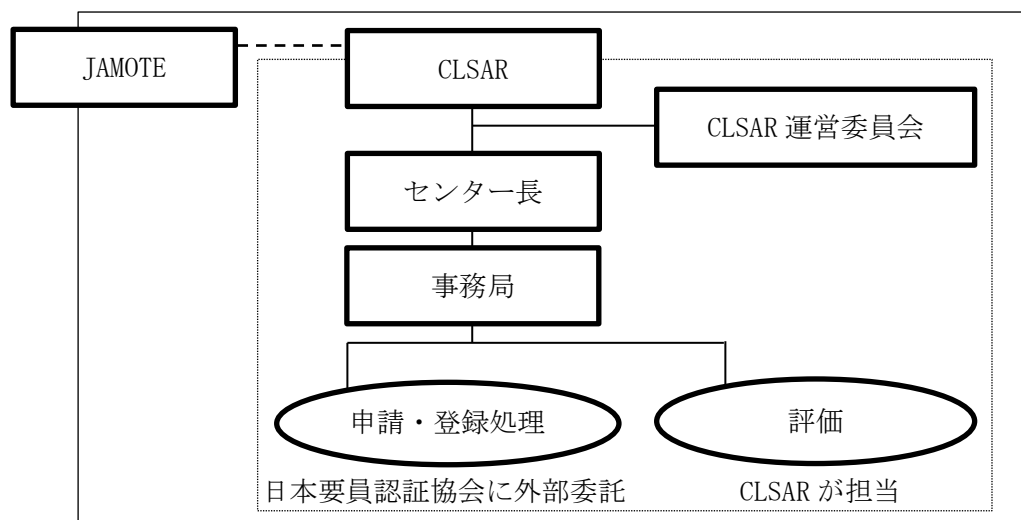 JAMOTE
CLSAR
CLSAR 運営委員会
センター長
事務局
申請・登録処理
評価
日本要員認証協会に外部委託
CLSAR が担当